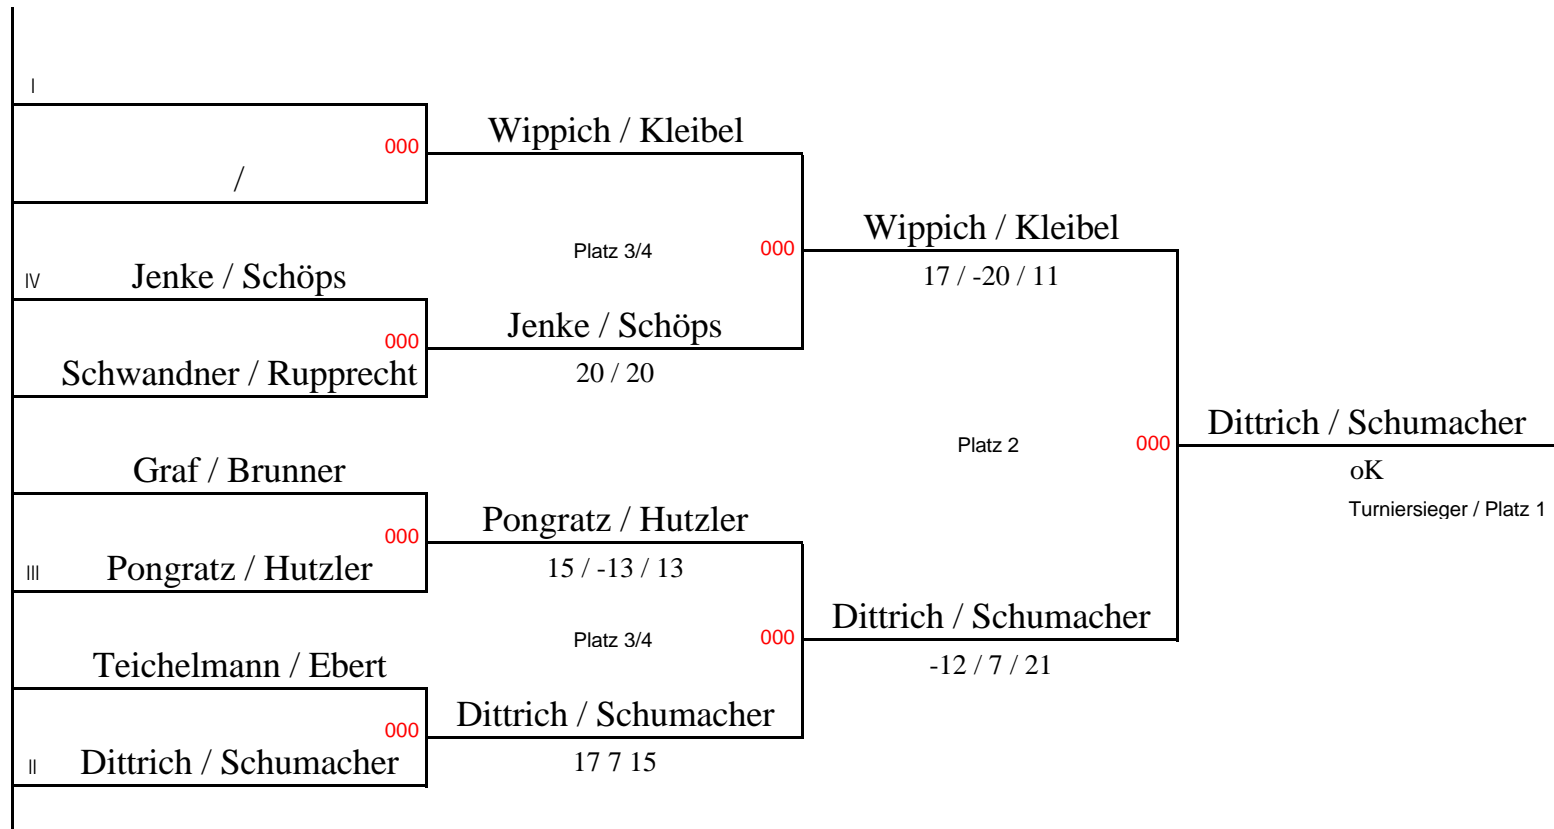 I
000
Wippich / Kleibel
/
Wippich / Kleibel
Platz 3/4
000
IV
Jenke / Schöps
17 / -20 / 11
000
Jenke / Schöps
Schwandner / Rupprecht
20 / 20
Dittrich / Schumacher
Platz 2
000
Graf / Brunner
oK
Turniersieger / Platz 1
000
Pongratz / Hutzler
III
Pongratz / Hutzler
15 / -13 / 13
Dittrich / Schumacher
Platz 3/4
000
Teichelmann / Ebert
-12 / 7 / 21
000
Dittrich / Schumacher
II
Dittrich / Schumacher
17 7 15